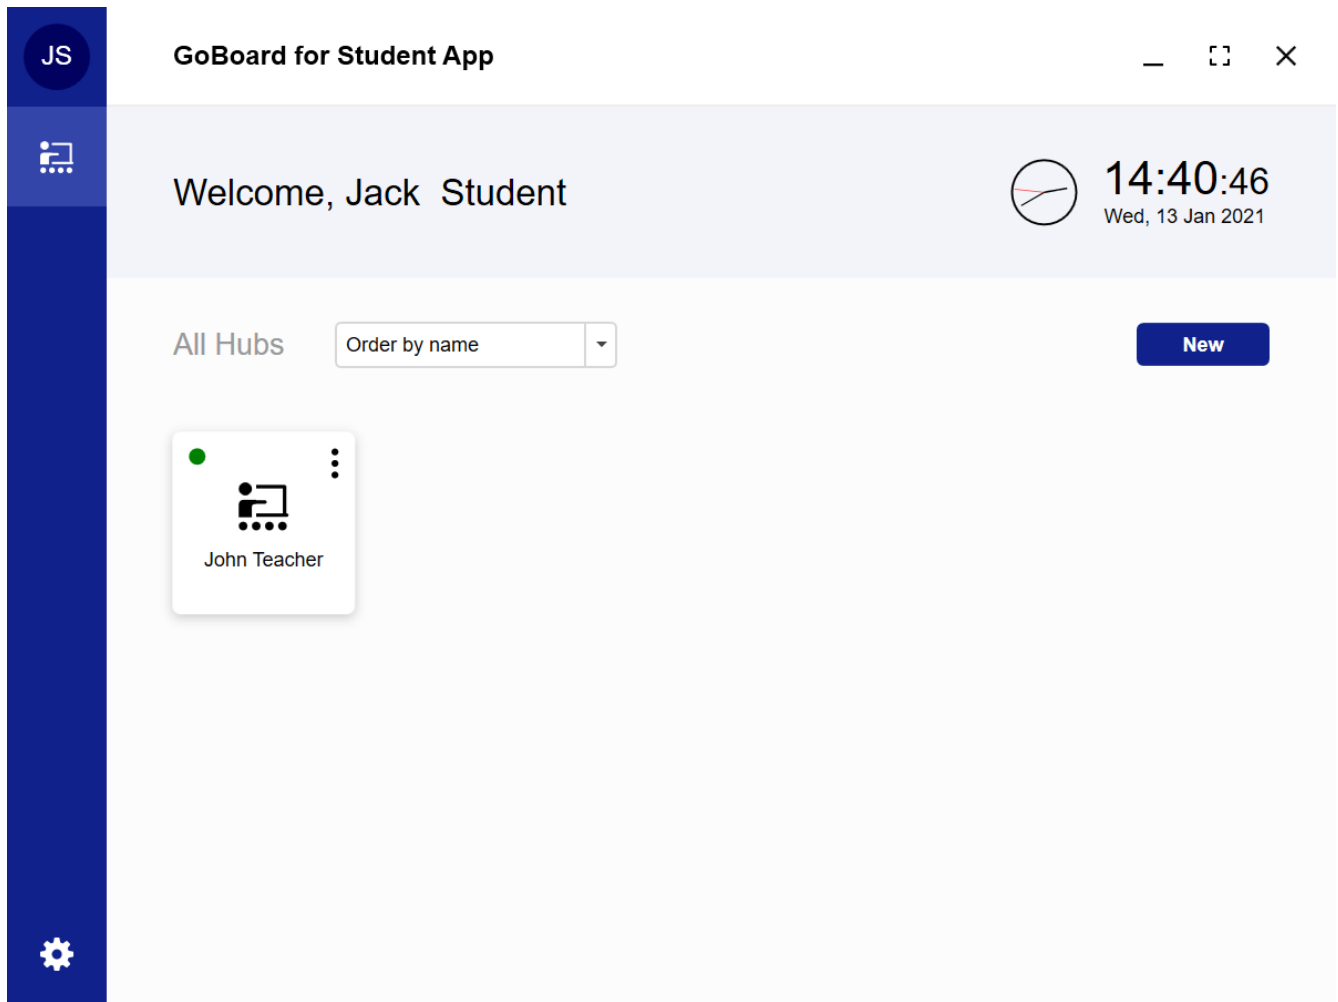 JS
GoBoard for Student App
Welcome, Jack  Student
14:40:46
Wed, 13 Jan 2021
All Hubs
Order by name
New
John Teacher